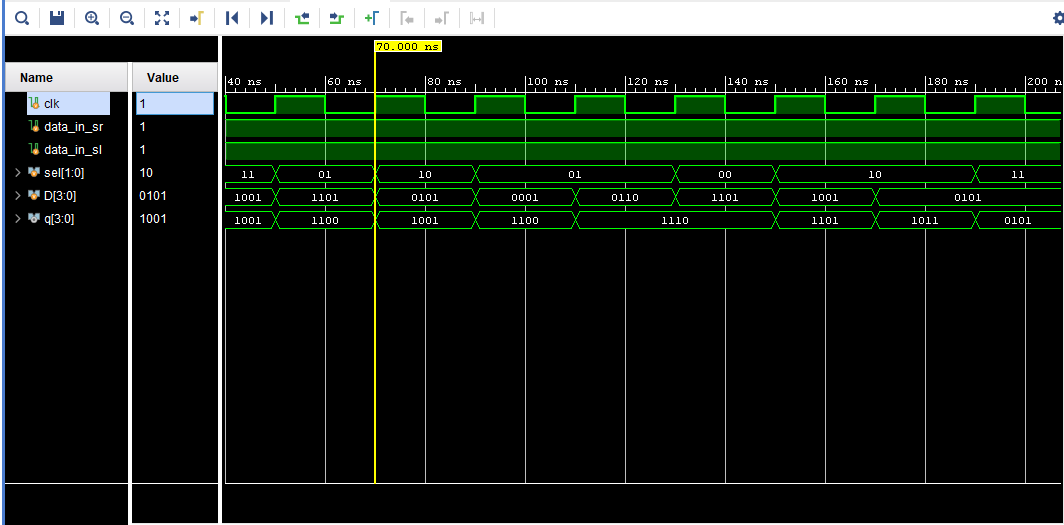 70.000 ns
Name Value 40 ns 60 ns 80 ns 100 ns 120 ns 140 ns 160 ns 180 ns 200 n
clk 1
data_in_sr 1
data_in_sl 1
sel[1:0] 10 11 01 10 01 00 10 11
D[3:0] 0101 1001 1101 0101 0001 0110 1101 1001 0101
q[3:0] 1001 1001 1100 1001 1100 1110 1101 1011 0101